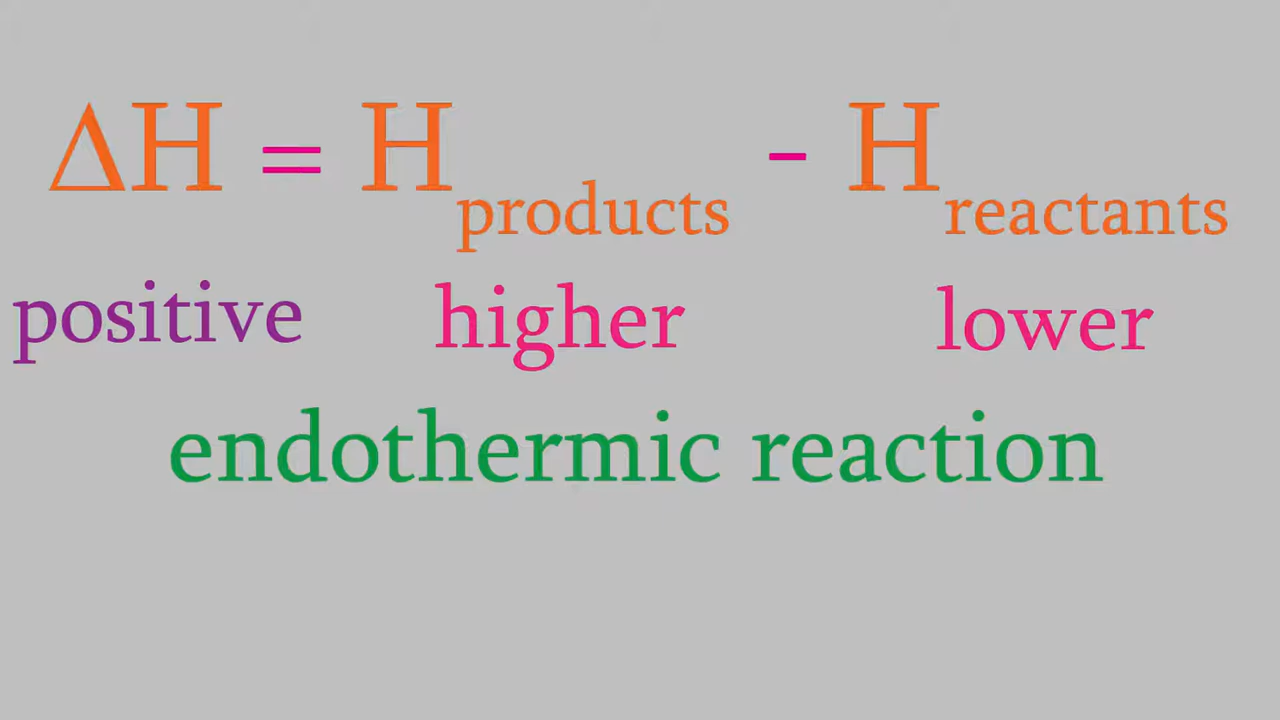 ΔH = H products - H reactants
positive higher lower
endothermic reaction